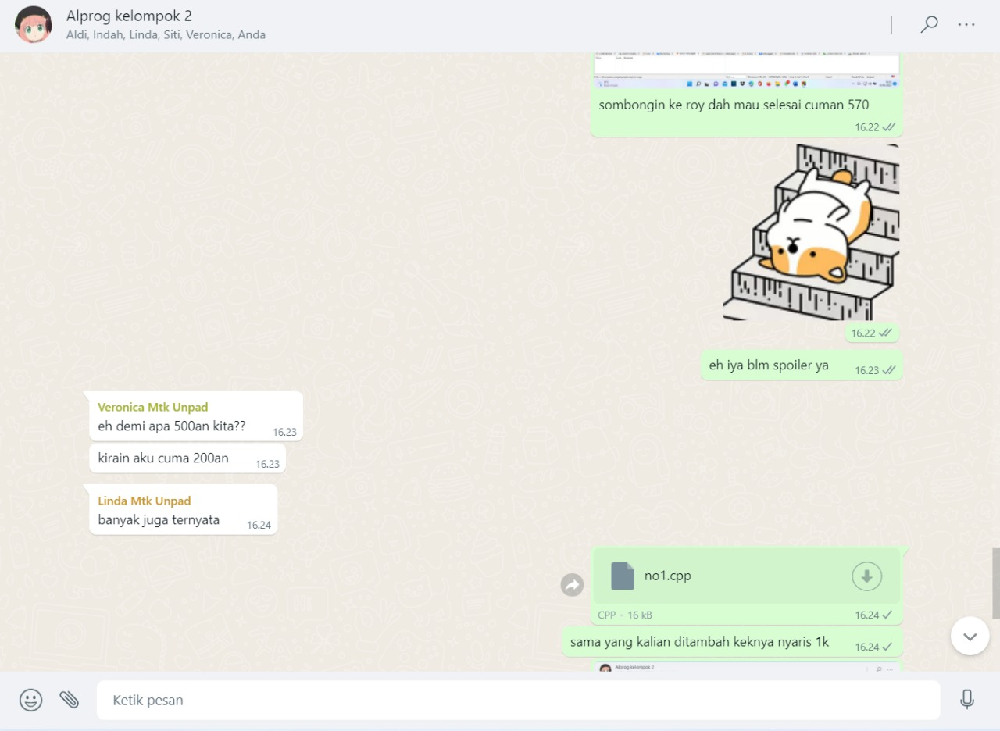 Alprog kelompok 2
Aldi, Indah, Linda, Siti, Veronica, Anda
sombongin ke roy dah mau selesai cuman 570
16.22
16.22
eh iya blm spoiler ya
16.23
Veronica Mtk Unpad
eh demi apa 500an kita??
16.23
kirain aku cuma 200an
16.23
Linda Mtk Unpad
banyak juga ternyata
16.24
no1.cpp
CPP · 16 kB
16.24
sama yang kalian ditambah keknya nyaris 1k
16.24
Alprog kelompok 2
Ketik pesan